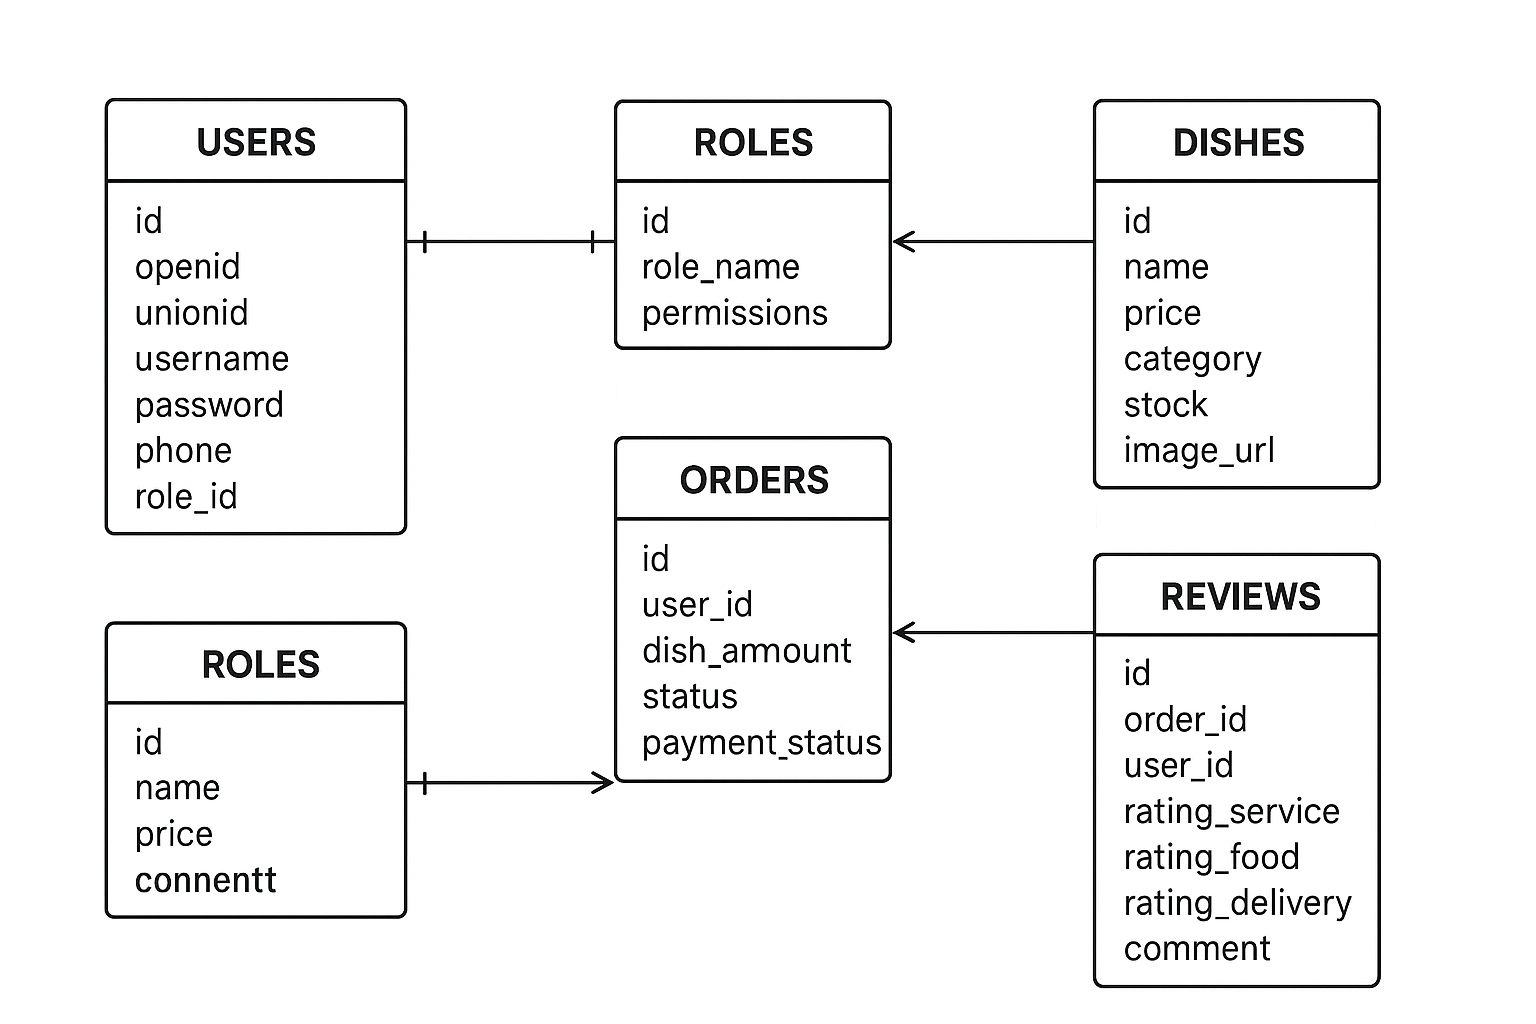 USERS
id
openid
unionid
username
password
phone
role_id
ROLES
id
role_name
permissions
DISHES
id
name
price
category
stock
image_url
ORDERS
id
user_id
dish_ammount
status
payment_status
ROLES
id
name
price
connentt
REVIEWS
id
order_id
user_id
rating_service
rating_food
rating_delivery
comment